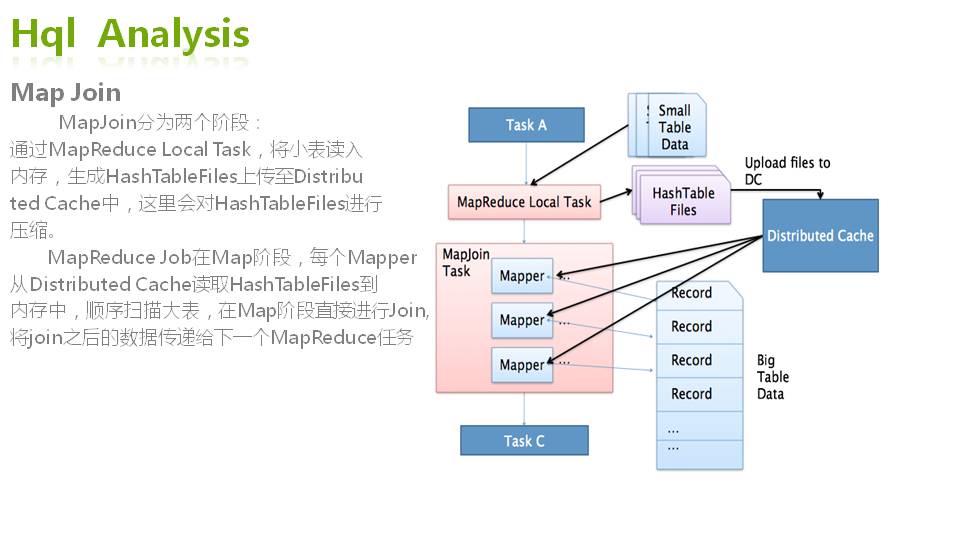 Hql Analysis
Map Join
MapJoin分为两个阶段：
通过MapReduce Local Task，将小表读入
内存，生成HashTableFiles上传至Distribu
ted Cache中，这里会对HashTableFiles进行
压缩。
MapReduce Job在Map阶段，每个Mapper
从Distributed Cache读取HashTableFiles到
内存中，顺序扫描大表，在Map阶段直接进行Join,
将join之后的数据传递给下一个MapReduce任务
Task A
Small
Table
Data
MapReduce Local Task
HashTable
Files
Upload files to
DC
Distributed Cache
MapJoin
Task
Mapper
...
Mapper
...
Mapper
...
Record
Record
Record
Record
...
...
Big
Table
Data
Task C